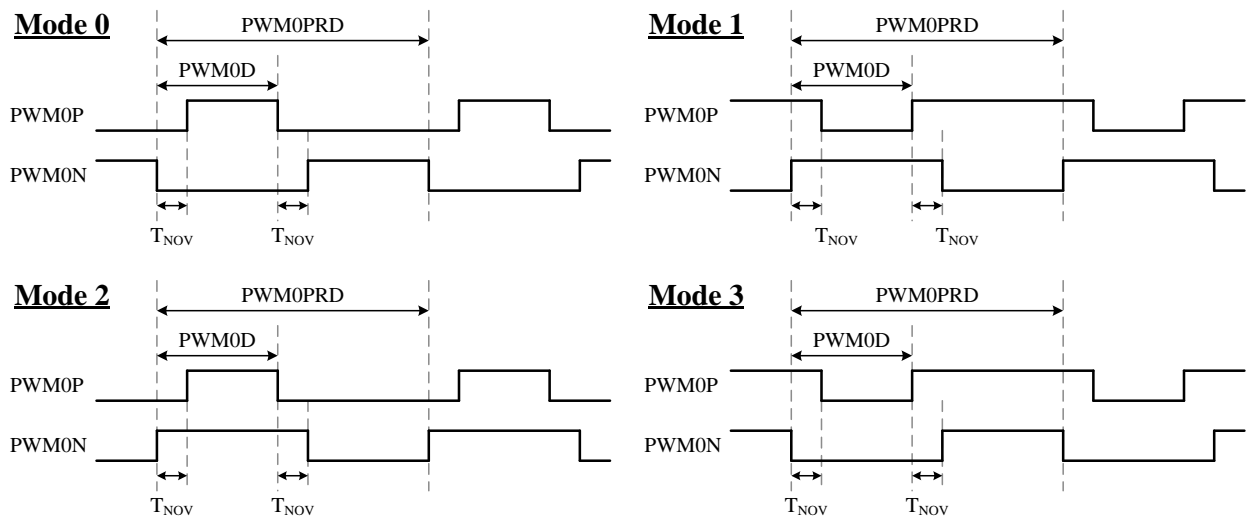 Mode 0
PWM0PRD
PWM0D
PWM0P
PWM0N
TNOV TNOV
Mode 1
PWM0PRD
PWM0D
PWM0P
PWM0N
TNOV TNOV
Mode 2
PWM0PRD
PWM0D
PWM0P
PWM0N
TNOV TNOV
Mode 3
PWM0PRD
PWM0D
PWM0P
PWM0N
TNOV TNOV